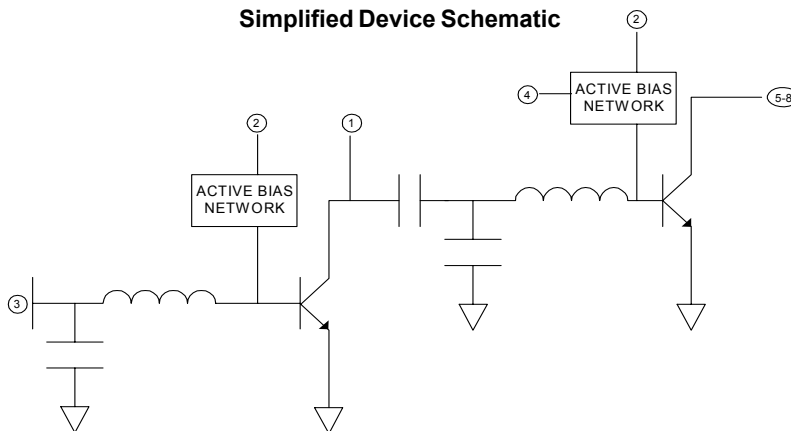 Simplified Device Schematic
2
4
ACTIVE BIAS
NETWORK
5-8
2
1
ACTIVE BIAS
NETWORK
3